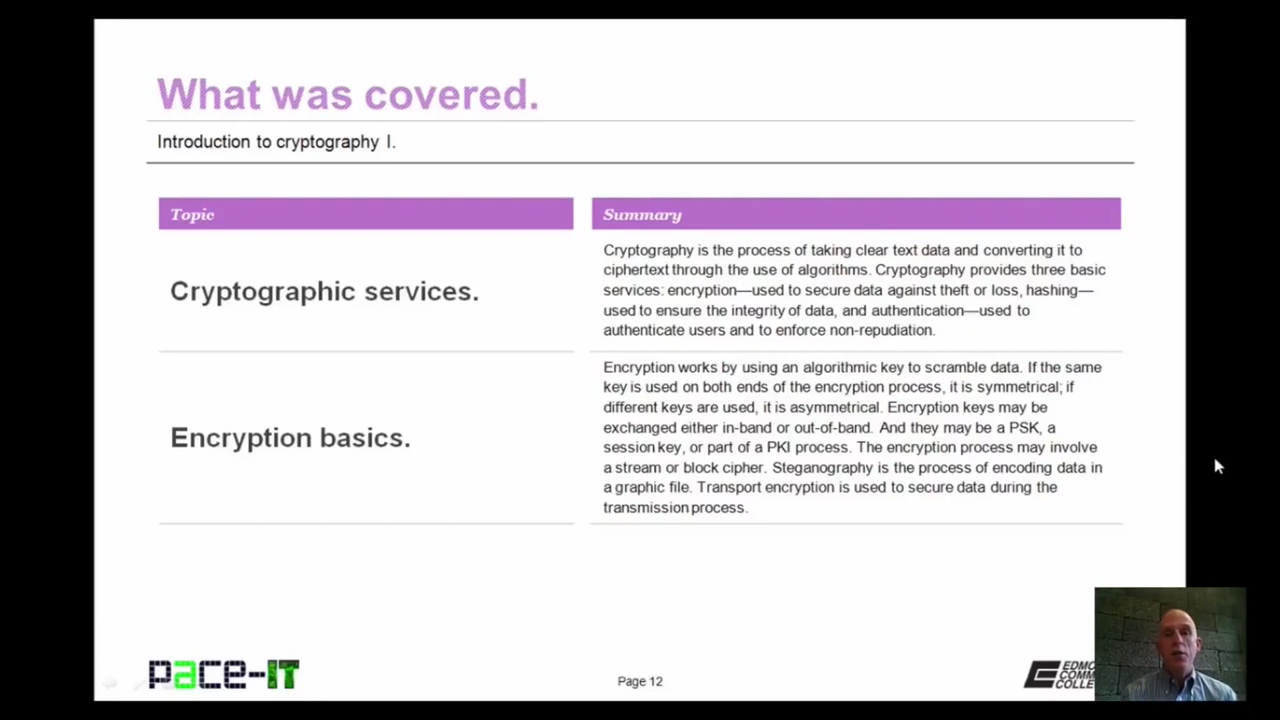 What was covered.
Introduction to cryptography I.
Topic
Summary
Cryptographic services.
Cryptography is the process of taking clear text data and converting it to
ciphertext through the use of algorithms. Cryptography provides three basic
services: encryption—used to secure data against theft or loss, hashing—
used to ensure the integrity of data, and authentication—used to
authenticate users and to enforce non-repudiation.
Encryption basics.
Encryption works by using an algorithmic key to scramble data. If the same
key is used on both ends of the encryption process, it is symmetrical; if
different keys are used, it is asymmetrical. Encryption keys may be
exchanged either in-band or out-of-band. And they may be a PSK, a
session key, or part of a PKI process. The encryption process may involve
a stream or block cipher. Steganography is the process of encoding data in
a graphic file. Transport encryption is used to secure data during the
transmission process.
pace-IT
Page 12